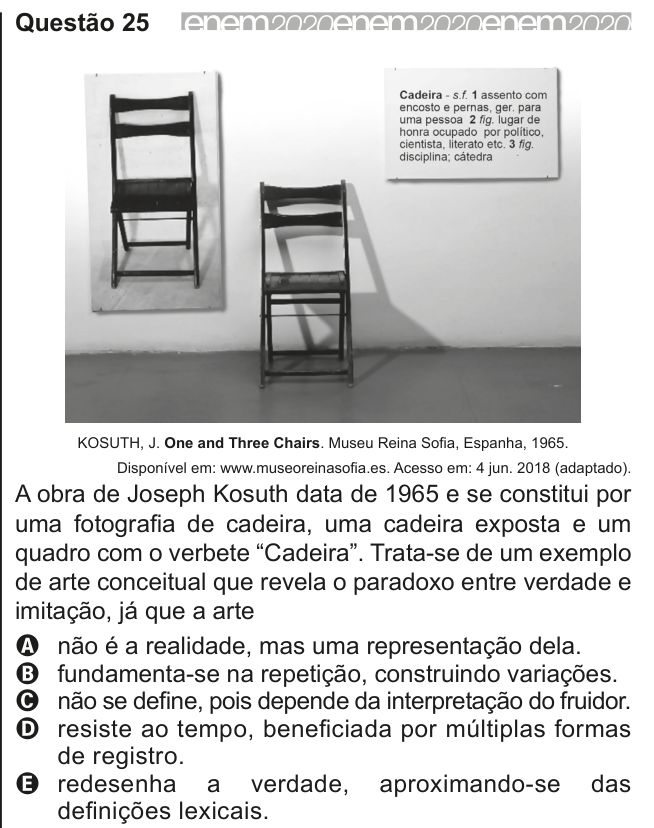 Questão 25
enem2020enem2020enem2020
Cadeira - s.f. 1 assento com
encosto e pernas, ger. para
uma pessoa 2 fig. lugar de
honra ocupado por político,
cientista, literato etc. 3 fig.
disciplina; cátedra
KOSUTH, J. One and Three Chairs. Museu Reina Sofia, Espanha, 1965.
Disponível em: www.museoreinasofia.es. Acesso em: 4 jun. 2018 (adaptado).
A obra de Joseph Kosuth data de 1965 e se constitui por
uma fotografia de cadeira, uma cadeira exposta e um
quadro com o verbete “Cadeira”. Trata-se de um exemplo
de arte conceitual que revela o paradoxo entre verdade e
imitação, já que a arte
A não é a realidade, mas uma representação dela.
B fundamenta-se na repetição, construindo variações.
C não se define, pois depende da interpretação do fruidor.
D resiste ao tempo, beneficiada por múltiplas formas
de registro.
E redesenha a verdade, aproximando-se das
definições lexicais.